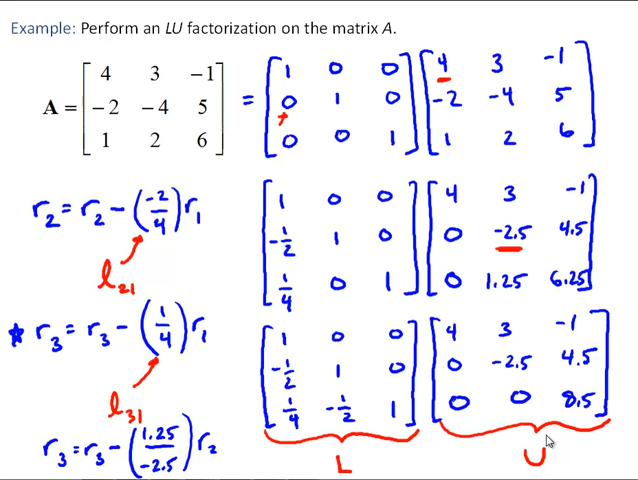 Example: Perform an LU factorization on the matrix A.
A = [4 3 −1; −2 −4 5; 1 2 6] = [1 0 0; 0 1 0; 0 0 1] [4 3 -1; -2 -4 5; 1 2 6]
r2 = r2 − (-2/4) r1
l21
[1 0 0; -1/2 1 0; 1/4 0 1] [4 3 -1; 0 -2.5 4.5; 0 1.25 6.25]
* r3 = r3 − (1/4) r1
l31
[1 0 0; -1/2 1 0; 1/4 -1/2 1] [4 3 -1; 0 -2.5 4.5; 0 0 8.5]
r3 = r3 − (1.25/-2.5) r2
L U